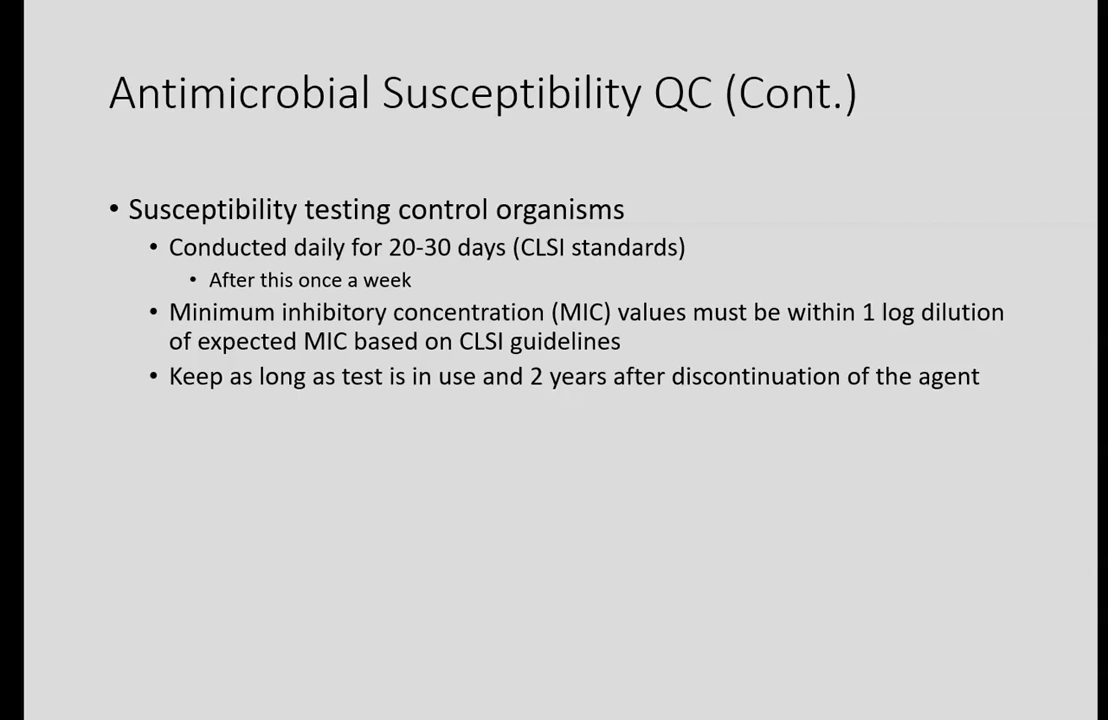 Antimicrobial Susceptibility QC (Cont.)
• Susceptibility testing control organisms
• Conducted daily for 20-30 days (CLSI standards)
• After this once a week
• Minimum inhibitory concentration (MIC) values must be within 1 log dilution
of expected MIC based on CLSI guidelines
• Keep as long as test is in use and 2 years after discontinuation of the agent